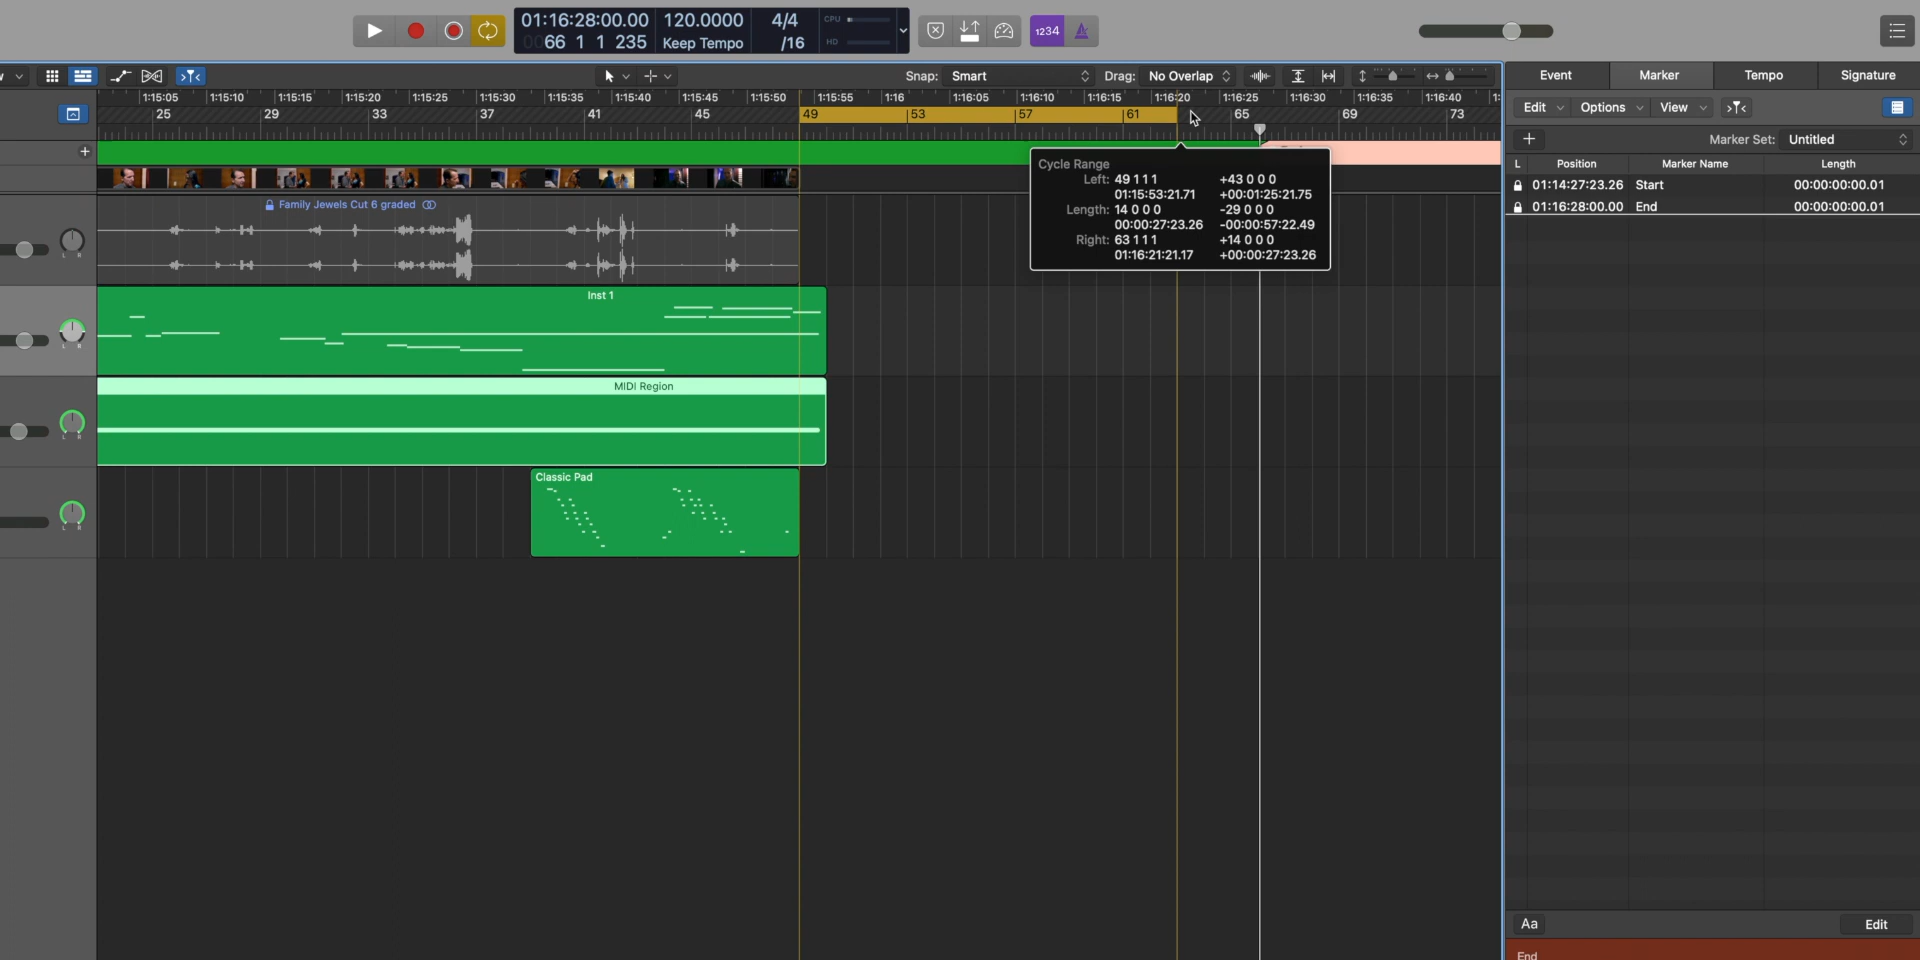 01:16:28:00.00 120.0000 4/4 CPU
0066 1 1 235 Keep Tempo /16 HD
1234
Snap: Smart Drag: No Overlap
Event Marker Tempo Signature
1:15:05 1:15:10 1:15:15 1:15:20 1:15:25 1:15:30 1:15:35 1:15:40 1:15:45 1:15:50 1:15:55 1:16 1:16:05 1:16:10 1:16:15 1:16:20 1:16:25 1:16:30 1:16:35 1:16:40 1:
25 29 33 37 41 45 49 53 57 61 65 69 73
Edit Options View
Marker Set: Untitled
L Position Marker Name Length
01:14:27:23.26 Start 00:00:00:00.01
01:16:28:00.00 End 00:00:00:00.01
Cycle Range
Left: 49 1 1 1 +43 0 0 0
01:15:53:21.71 +00:01:25:21.75
Length: 14 0 0 0 -29 0 0 0
00:00:27:23.26 -00:00:57:22.49
Right: 63 1 1 1 +14 0 0 0
01:16:21:21.17 +00:00:27:23.26
Family Jewels Cut 6 graded
L R
Inst 1
L R
MIDI Region
L R
Classic Pad
L R
Aa Edit
End